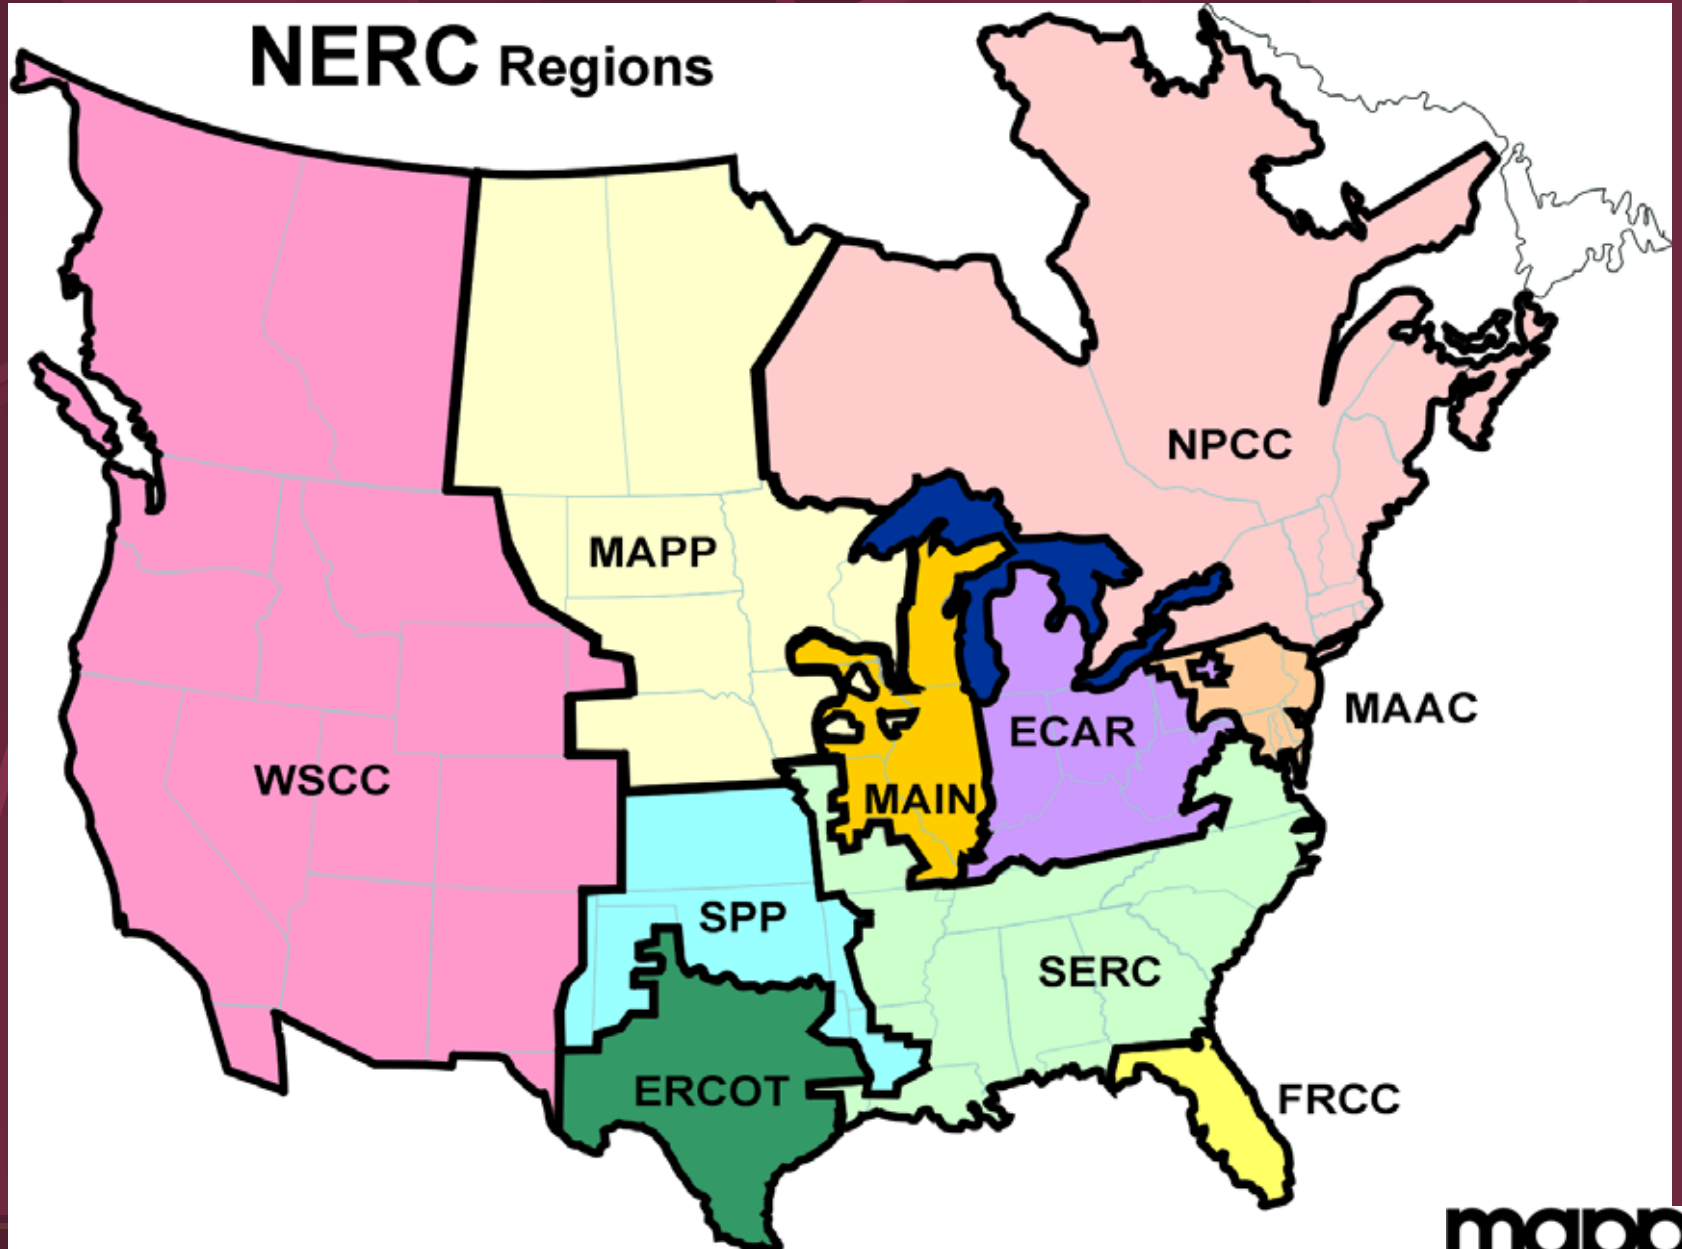 NERC Regions
NPCC
MAPP
MAAC
ECAR
WSCC
MAIN
SPP
SERC
ERCOT
FRCC
mapp